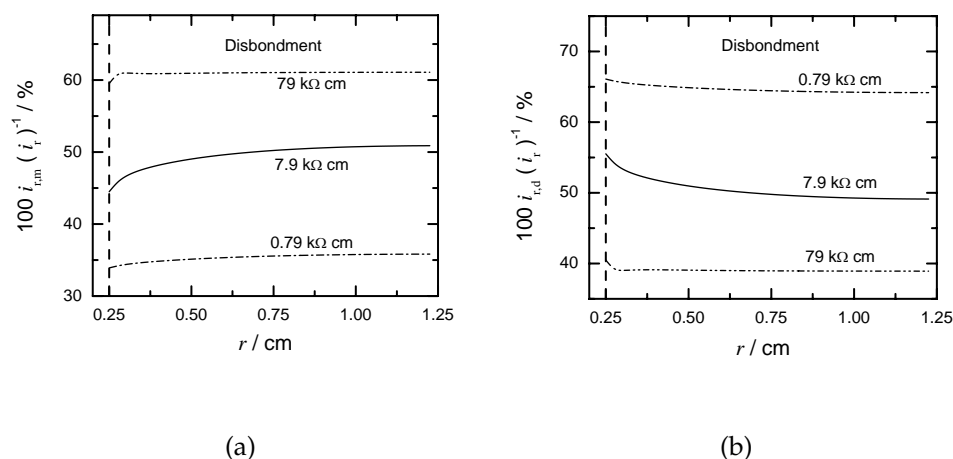 Disbondment
79 kΩ cm
7.9 kΩ cm
0.79 kΩ cm
100 i_{r,m} (i_r)^{-1} / %
60
50
40
30
0.25 0.50 0.75 1.00 1.25
r / cm
(a)
Disbondment
0.79 kΩ cm
7.9 kΩ cm
79 kΩ cm
100 i_{r,d} (i_r)^{-1} / %
70
60
50
40
0.25 0.50 0.75 1.00 1.25
r / cm
(b)